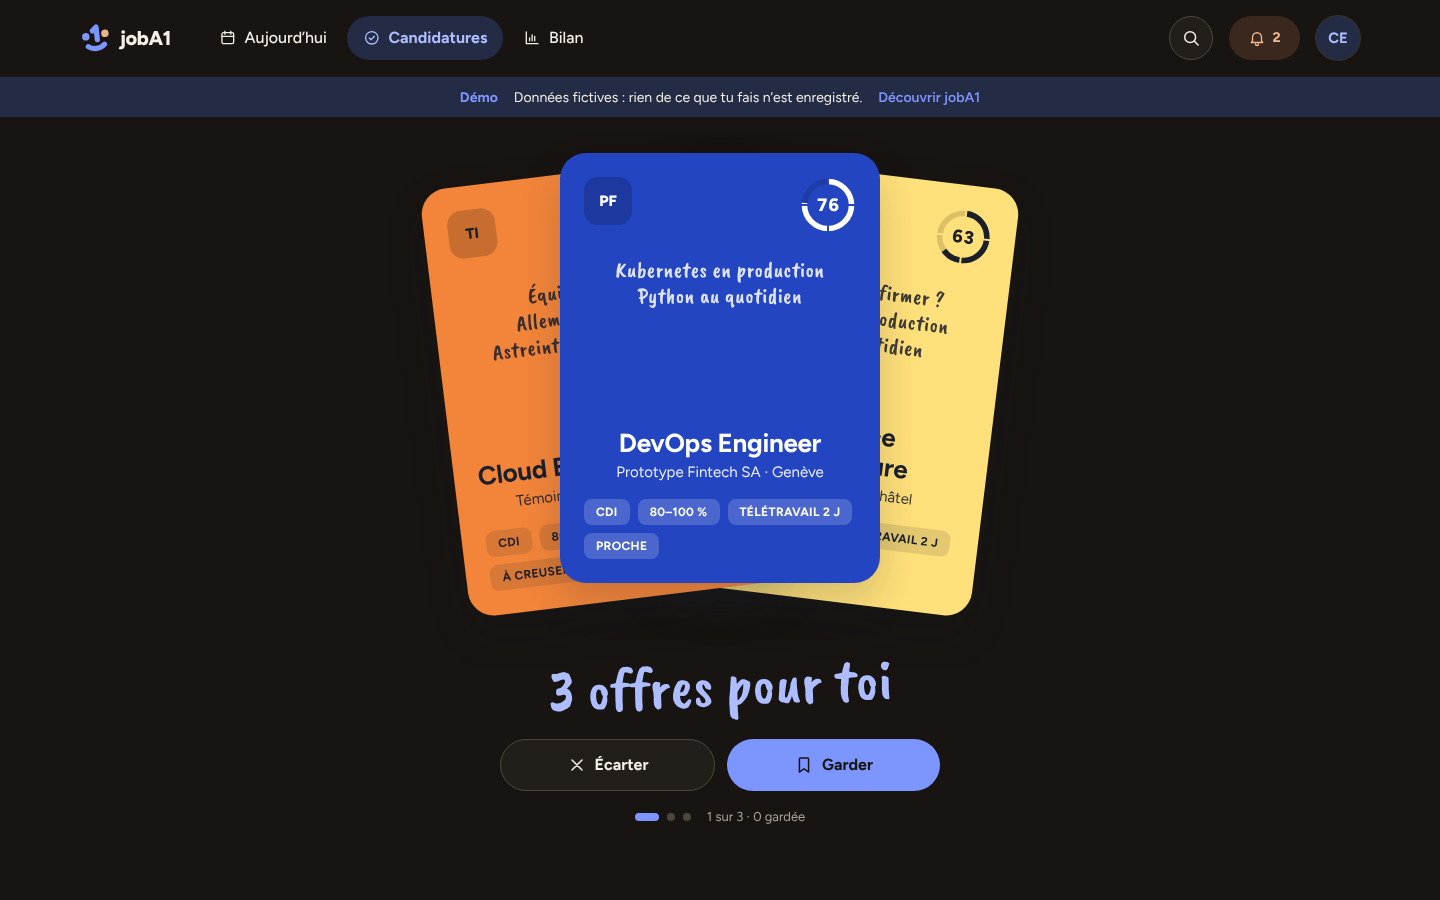 jobA1
Aujourd’hui
Candidatures
Bilan
2
CE
Démo Données fictives : rien de ce que tu fais n’est enregistré. Découvrir jobA1
TI
Cloud
CDI
PF
76
Kubernetes en production
Python au quotidien
DevOps Engineer
Prototype Fintech SA · Genève
CDI
80–100 %
TÉLÉTRAVAIL 2 J
PROCHE
63
3 offres pour toi
Écarter
Garder
1 sur 3 · 0 gardée